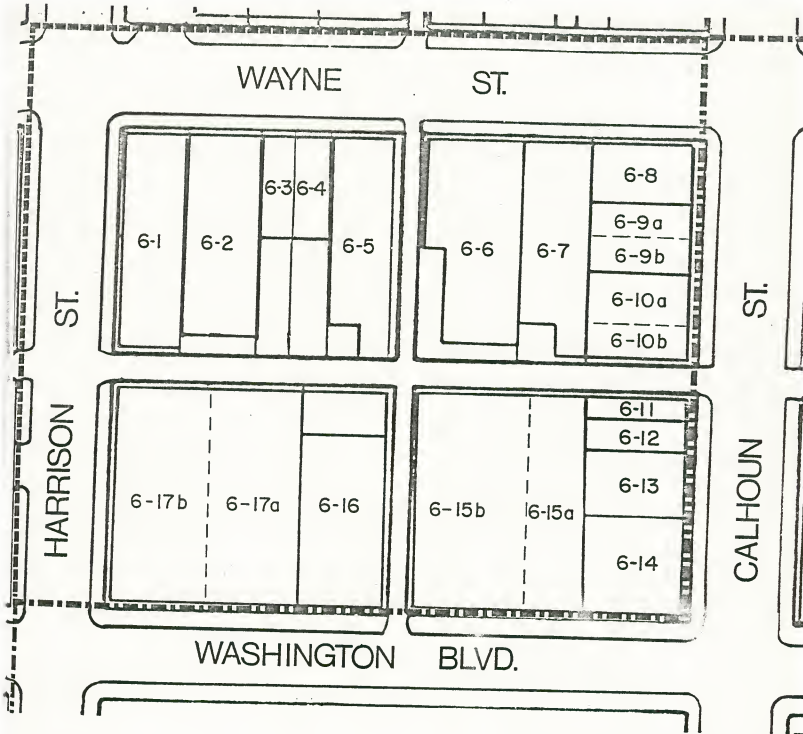 WAYNE ST.
6-1
6-2
6-3
6-4
6-5
6-6
6-7
6-8
6-9a
6-9b
6-10a
6-10b
ST.
ST.
HARRISON
CALHOUN
6-17b
6-17a
6-16
6-15b
6-15a
6-11
6-12
6-13
6-14
WASHINGTON BLVD.